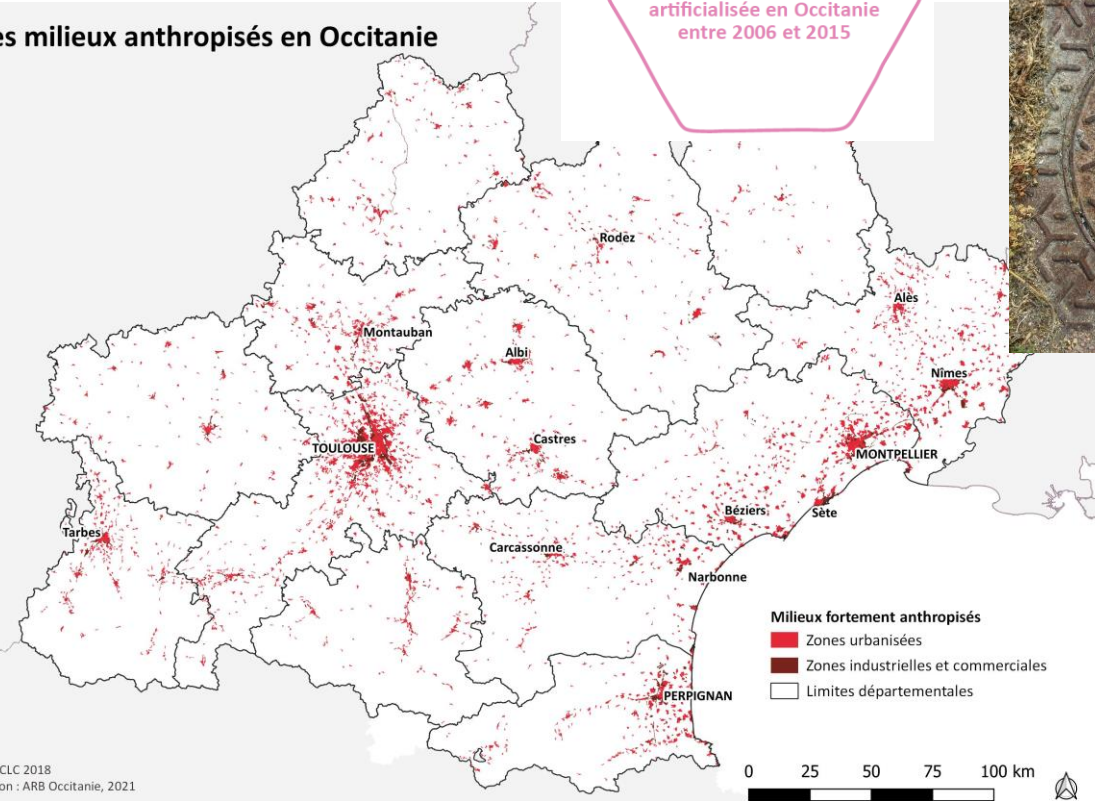 artificialisée en Occitanie
entre 2006 et 2015
es milieux anthropisés en Occitanie
Rodez
Alès
Montauban
Albi
Nîmes
Castres
TOULOUSE
MONTPELLIER
Béziers
Sète
Tarbes
Carcassonne
Narbonne
PERPIGNAN
Milieux fortement anthropisés
Zones urbanisées
Zones industrielles et commerciales
Limites départementales
CLC 2018
on : ARB Occitanie, 2021
0 25 50 75 100 km